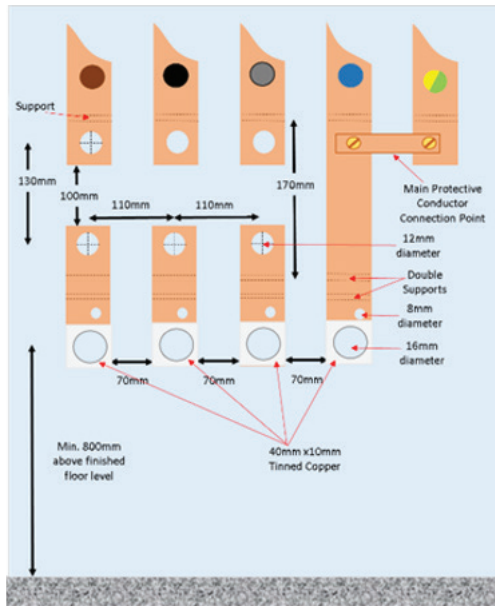 Support
130mm
100mm
110mm
110mm
170mm
Main Protective
Conductor
Connection Point
12mm
diameter
Double
Supports
8mm
diameter
16mm
diameter
70mm
70mm
70mm
Min. 800mm
above finished
floor level
40mm x10mm
Tinned Copper